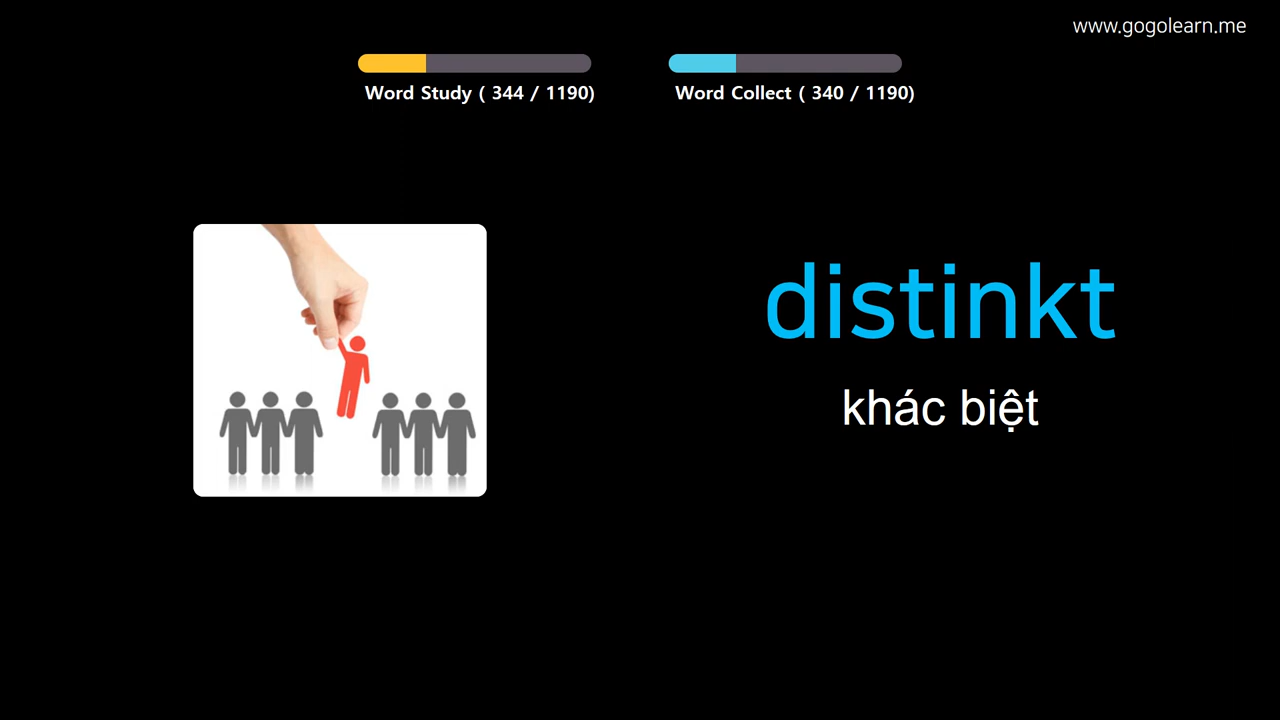 www.gogolearn.me
Word Study ( 344 / 1190)
Word Collect ( 340 / 1190)
distinkt
khác biệt